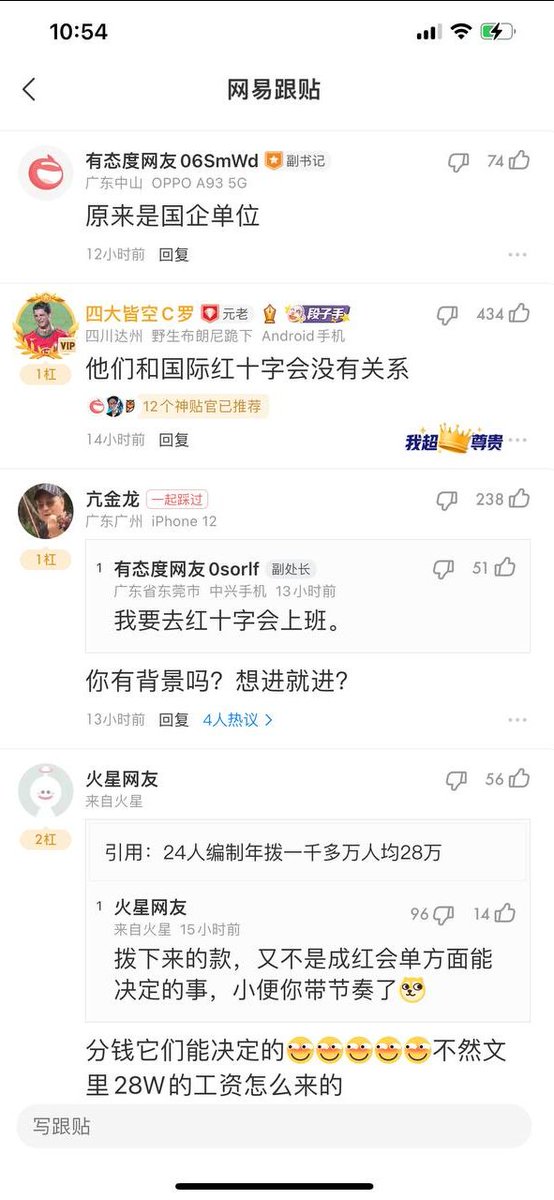 10:54
网易跟贴
有态度网友06SmWd 副书记
74
广东中山 OPPO A93 5G
原来是国企单位
12小时前 回复
四大皆空C罗 元老 段子手
434
四川达州 野生布朗尼跪下 Android手机
VIP
1杠
他们和国际红十字会没有关系
12个神贴官已推荐
14小时前 回复
我超尊贵
亢金龙 一起踩过
238
广东广州 iPhone 12
1杠
1 有态度网友0sorlf 副处长
51
广东省东莞市 中兴手机 13小时前
我要去红十字会上班。
你有背景吗？想进就进？
13小时前 回复 4人热议
火星网友
56
来自火星
2杠
引用：24人编制年拨一千多万人均28万
1 火星网友
96 14
来自火星 15小时前
拨下来的款，又不是成红会单方面能
决定的事，小便你带节奏了
分钱它们能决定的不然文
里28W的工资怎么来的
写跟贴